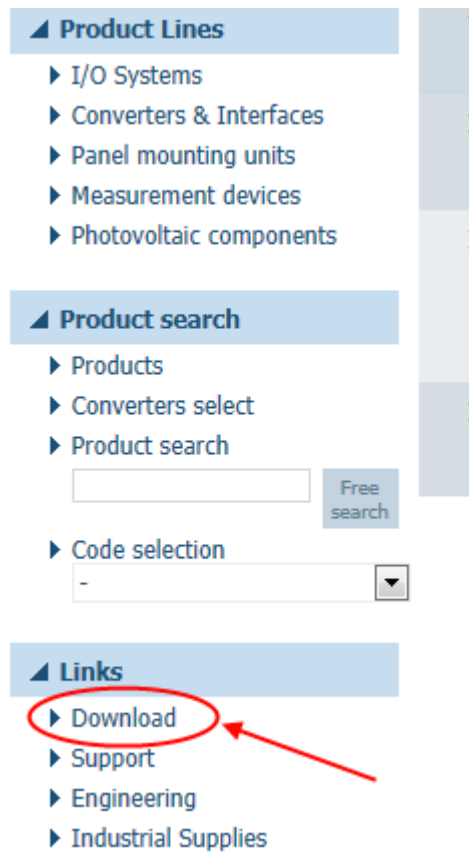 Product Lines
I/O Systems
Converters & Interfaces
Panel mounting units
Measurement devices
Photovoltaic components
Product search
Products
Converters select
Product search
Free
search
Code selection
-
Links
Download
Support
Engineering
Industrial Supplies